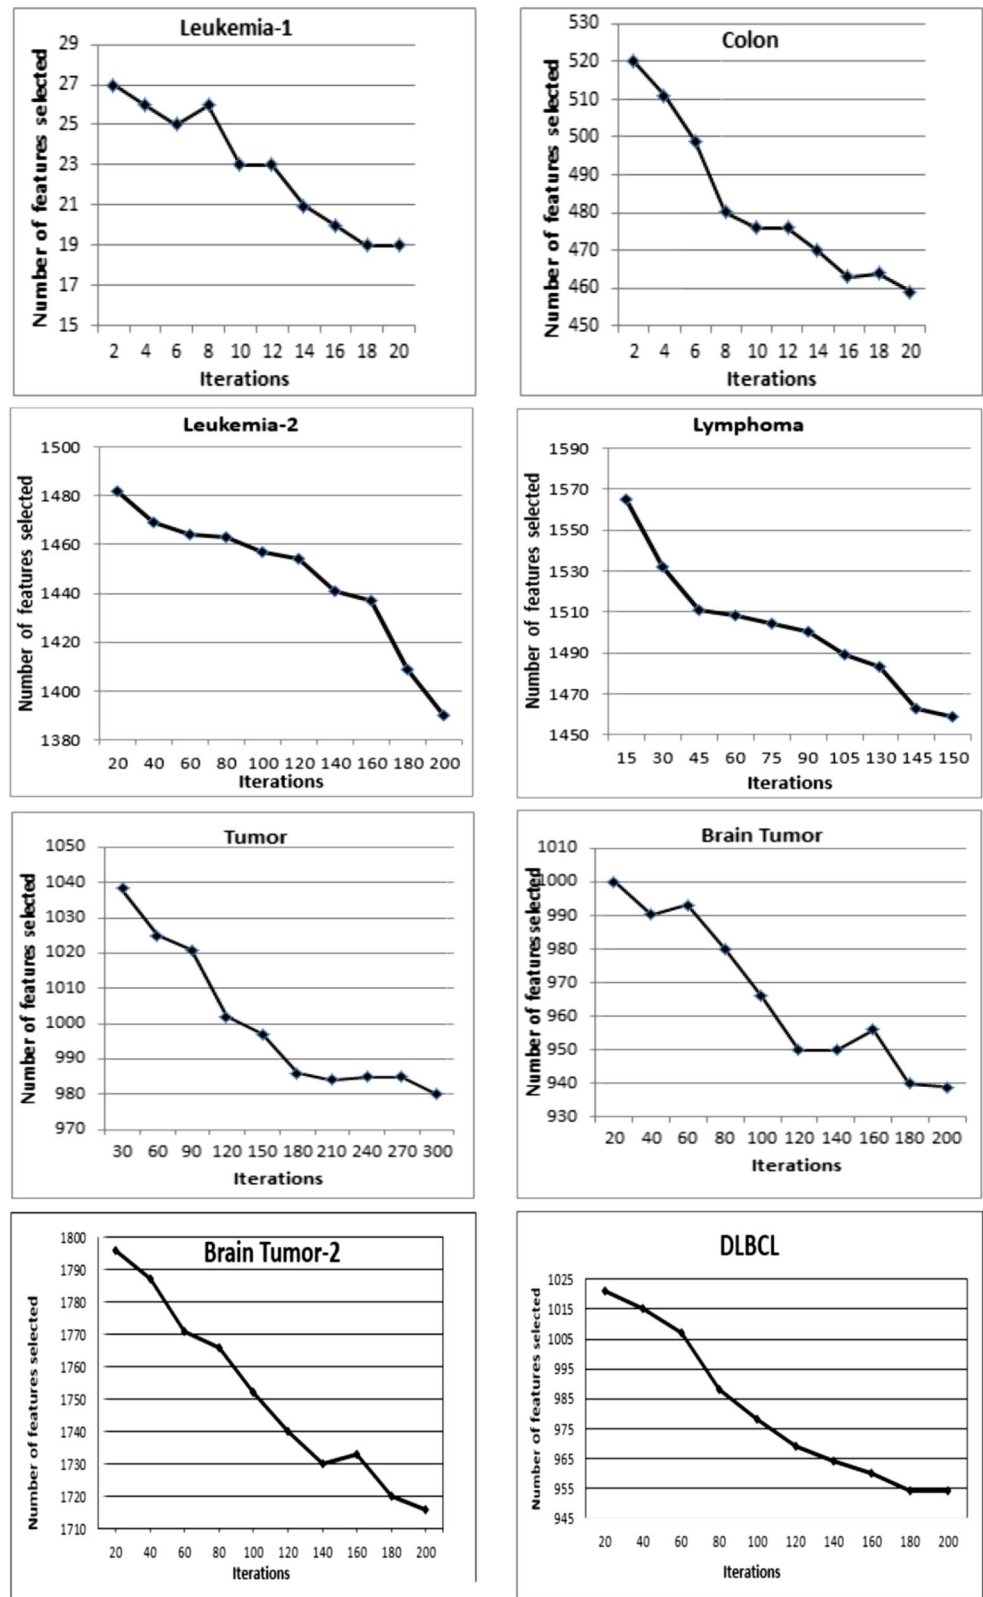 Leukemia-1
Number of features selected
29
27
25
23
21
19
17
15
2 4 6 8 10 12 14 16 18 20
Iterations
Colon
Number of features selected
530
520
510
500
490
480
470
460
450
2 4 6 8 10 12 14 16 18 20
Iterations
Leukemia-2
Number of features selected
1500
1480
1460
1440
1420
1400
1380
20 40 60 80 100 120 140 160 180 200
Iterations
Lymphoma
Number of features selected
1590
1570
1550
1530
1510
1490
1470
1450
15 30 45 60 75 90 105 130 145 150
Iterations
Tumor
Number of features selected
1050
1040
1030
1020
1010
1000
990
980
970
30 60 90 120 150 180 210 240 270 300
Iterations
Brain Tumor
Number of features selected
1010
1000
990
980
970
960
950
940
930
20 40 60 80 100 120 140 160 180 200
Iterations
Brain Tumor-2
Number of features selected
1800
1790
1780
1770
1760
1750
1740
1730
1720
1710
20 40 60 80 100 120 140 160 180 200
Iterations
DLBCL
Number of features selected
1025
1015
1005
995
985
975
965
955
945
20 40 60 80 100 120 140 160 180 200
Iterations